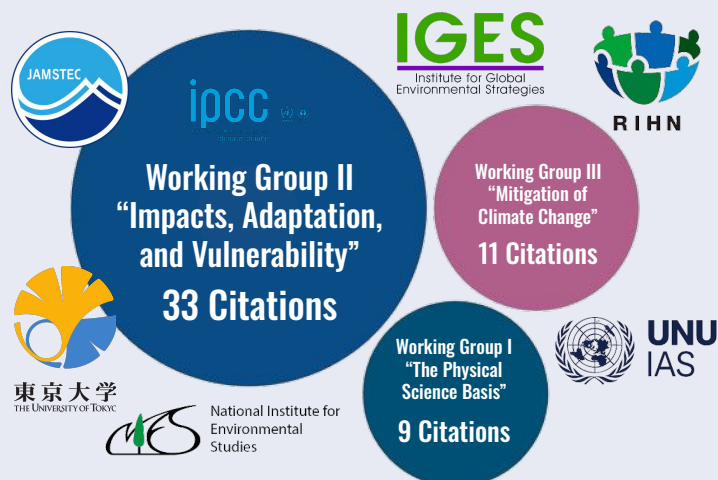 JAMSTEC
ipcc
IGES
Institute for Global
Environmental Strategies
RIHN
Working Group II
“Impacts, Adaptation,
and Vulnerability”
33 Citations
Working Group III
“Mitigation of
Climate Change”
11 Citations
Working Group I
“The Physical
Science Basis”
9 Citations
UNU
IAS
東京大学
THE UNIVERSITY OF TOKYO
NIES
National Institute for
Environmental
Studies